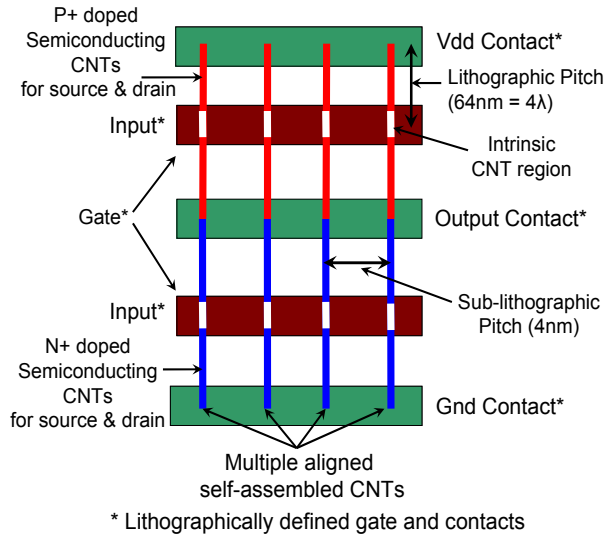 P+ doped
Semiconducting
CNTs
for source & drain
Vdd Contact*
Lithographic Pitch
(64nm = 4λ)
Input*
Intrinsic
CNT region
Gate*
Output Contact*
Input*
Sub-lithographic
Pitch (4nm)
N+ doped
Semiconducting
CNTs
for source & drain
Gnd Contact*
Multiple aligned
self-assembled CNTs
* Lithographically defined gate and contacts